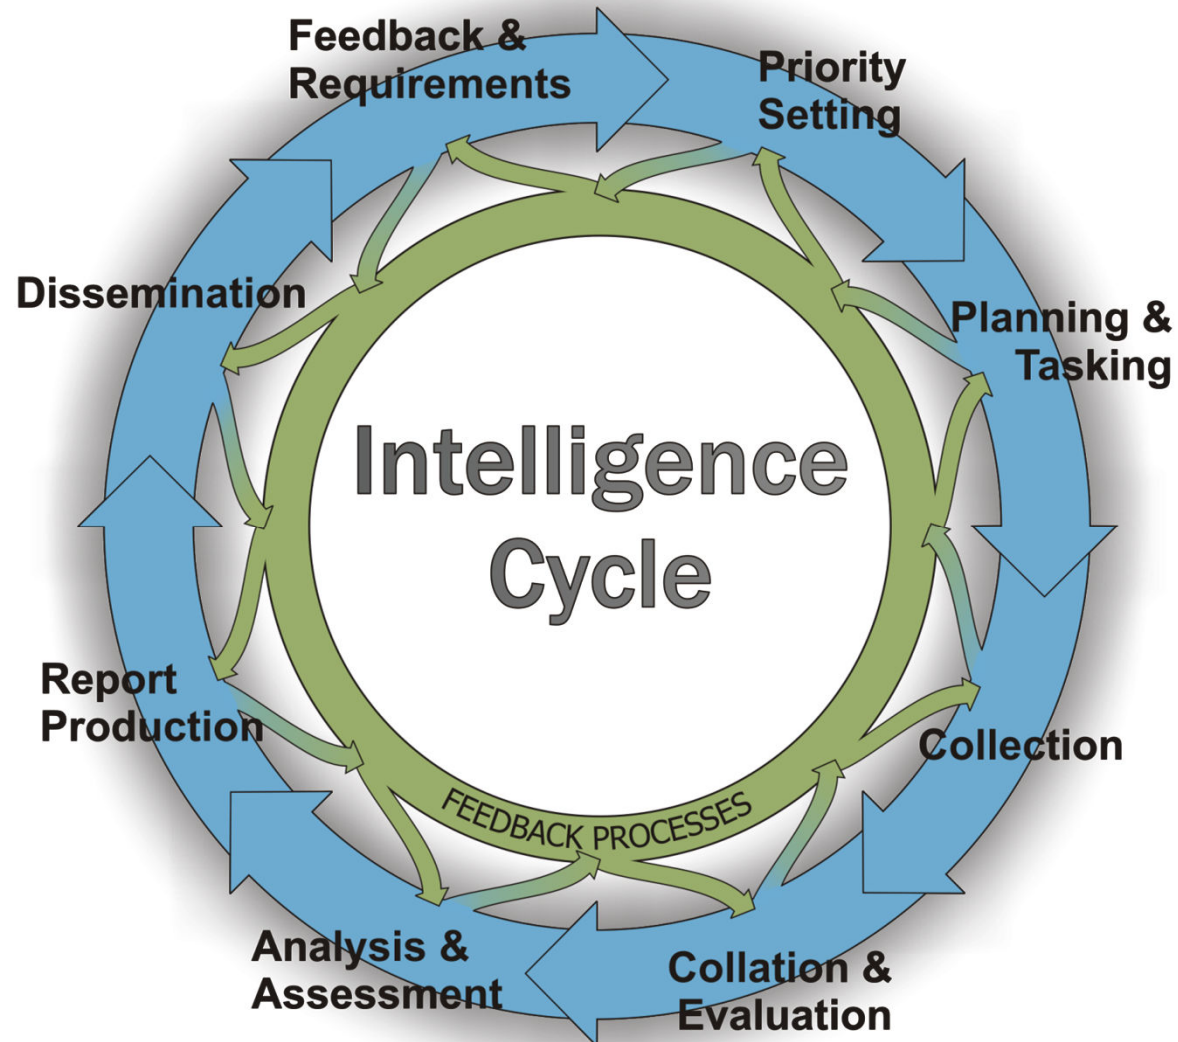 Feedback &
Requirements
Priority
Setting
Planning &
Tasking
Collection
Collation &
Evaluation
Analysis &
Assessment
Report
Production
Dissemination
Intelligence
Cycle
FEEDBACK PROCESSES